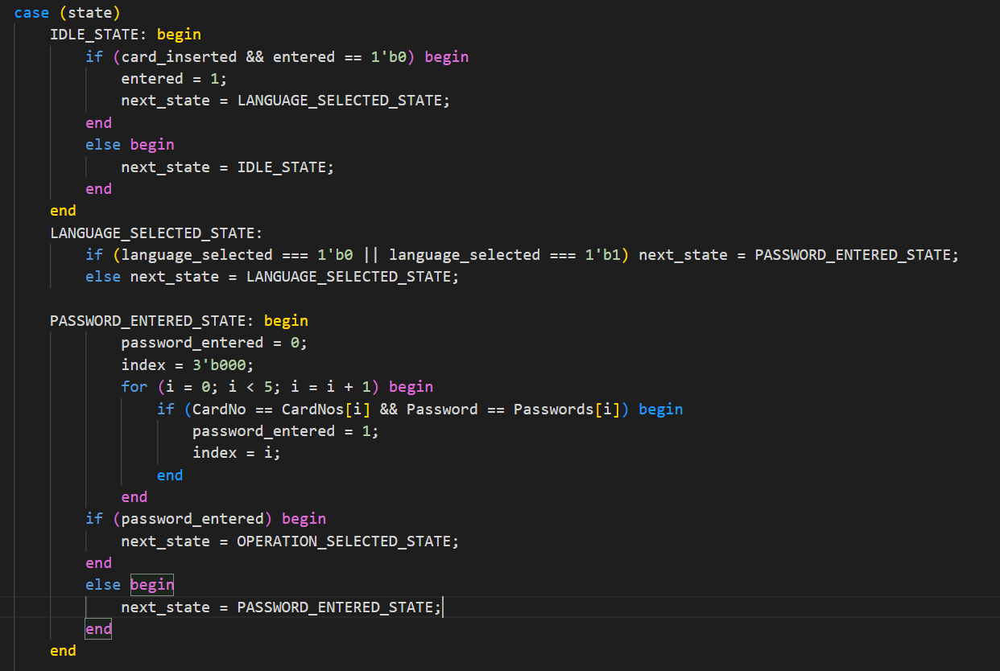 case (state)
    IDLE_STATE: begin
        if (card_inserted && entered == 1'b0) begin
            entered = 1;
            next_state = LANGUAGE_SELECTED_STATE;
        end
        else begin
            next_state = IDLE_STATE;
        end
    end
    LANGUAGE_SELECTED_STATE:
        if (language_selected === 1'b0 || language_selected === 1'b1) next_state = PASSWORD_ENTERED_STATE;
        else next_state = LANGUAGE_SELECTED_STATE;

    PASSWORD_ENTERED_STATE: begin
            password_entered = 0;
            index = 3'b000;
            for (i = 0; i < 5; i = i + 1) begin
                if (CardNo == CardNos[i] && Password == Passwords[i]) begin
                    password_entered = 1;
                    index = i;
                end
            end
        if (password_entered) begin
            next_state = OPERATION_SELECTED_STATE;
        end
        else begin
            next_state = PASSWORD_ENTERED_STATE;
        end
    end